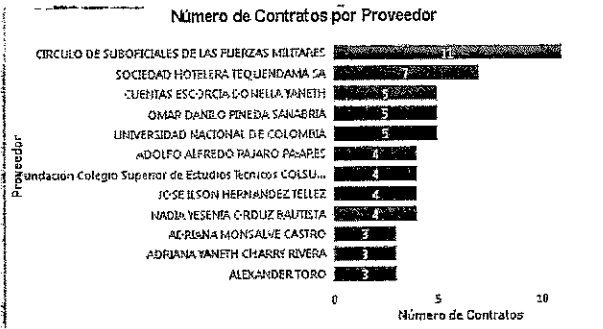 Número de Contratos por Proveedor
CIRCULO DE SUBOFICIALES DE LAS FUERZAS MILITARES 11
SOCIEDAD HOTELERA TEQUENDAMA SA 7
CUENTAS ESCORCIA DONELLA YANETH 5
OMAR DANILO PINEDA SANABRIA 5
UNIVERSIDAD NACIONAL DE COLOMBIA 5
ADOLFO ALFREDO PAJARO PAJARES 4
undación Colegio Superior de Estudios Técnicos COLSU... 4
JOSE ILSON HERNANDEZ TELLEZ 4
NADIA YESENIA ORDUZ BAUTISTA 4
ADRIANA MONSALVE CASTRO 3
ADRIANA YANETH CHARRY RIVERA 3
ALEXANDER TORO 3
Proveedor
0 5 10
Número de Contratos